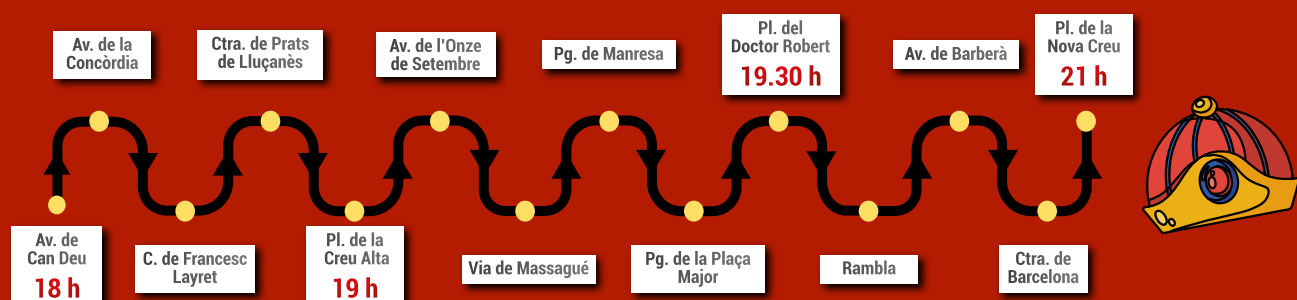 Av. de
Can Deu
18 h
Av. de la
Concòrdia
C. de Francesc
Layret
Ctra. de Prats
de Lluçanès
Pl. de la
Creu Alta
19 h
Av. de l'Onze
de Setembre
Via de Massagué
Pg. de Manresa
Pg. de la Plaça
Major
Pl. del
Doctor Robert
19.30 h
Rambla
Av. de Barberà
Ctra. de
Barcelona
Pl. de la
Nova Creu
21 h